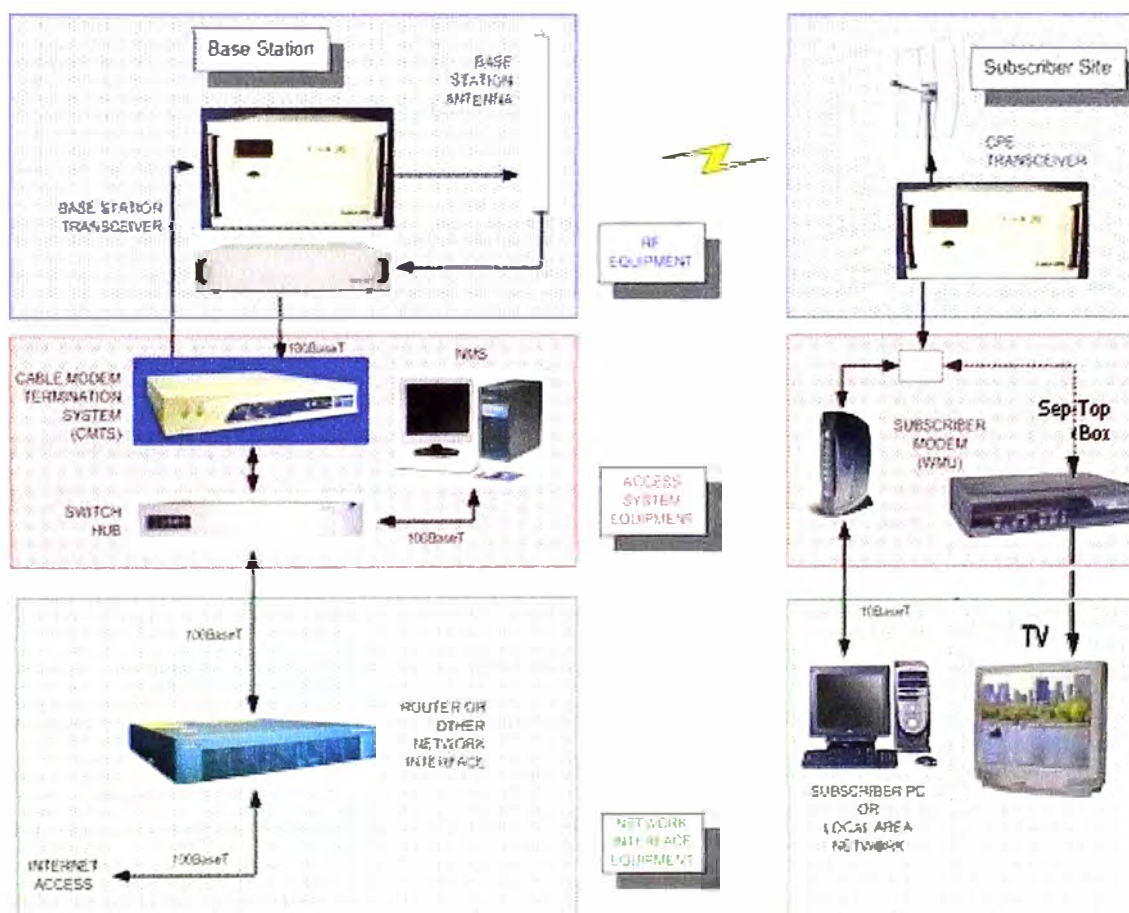 Base Station
BASE
STATION
ANTENNA
BASE STATION
TRANSCEIVER
Subscriber Site
CPE
TRANSCEIVER
RF
EQUIPMENT
100BaseT
NMS
CABLE MODEM
TERMINATION
SYSTEM
(CMTS)
SWITCH
HUB
100BaseT
ACCESS
SYSTEM
EQUIPMENT
SUBSCRIBER
MODEM
(WMU)
Sep-Top
Box
100BaseT
ROUTER OR
OTHER
NETWORK
INTERFACE
100BaseT
INTERNET
ACCESS
NETWORK
INTERFACE
EQUIPMENT
10BaseT
TV
SUBSCRIBER PC
OR
LOCAL AREA
NETWORK